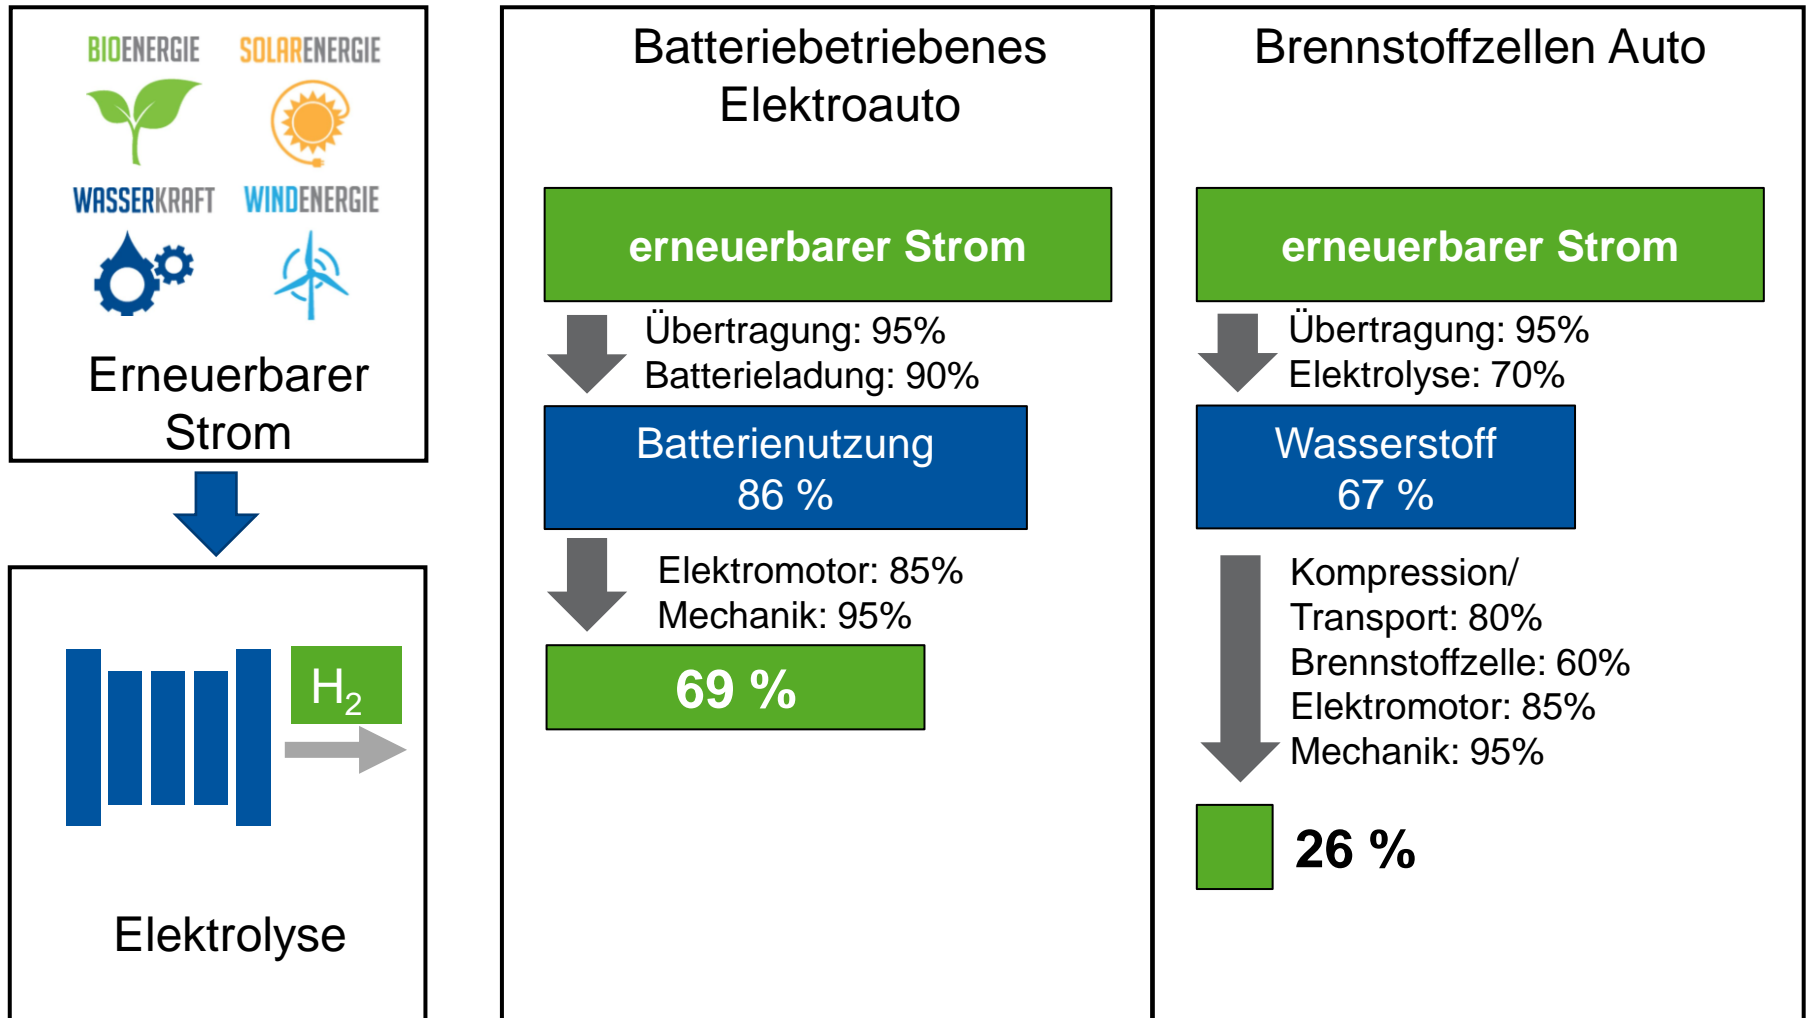 BIOENERGIE
SOLARENERGIE
WASSERKRAFT
WINDENERGIE
Erneuerbarer
Strom
H₂
Elektrolyse
Batteriebetriebenes
Elektroauto
erneuerbarer Strom
Übertragung: 95%
Batterieladung: 90%
Batterienutzung
86 %
Elektromotor: 85%
Mechanik: 95%
69 %
Brennstoffzellen Auto
erneuerbarer Strom
Übertragung: 95%
Elektrolyse: 70%
Wasserstoff
67 %
Kompression/
Transport: 80%
Brennstoffzelle: 60%
Elektromotor: 85%
Mechanik: 95%
26 %